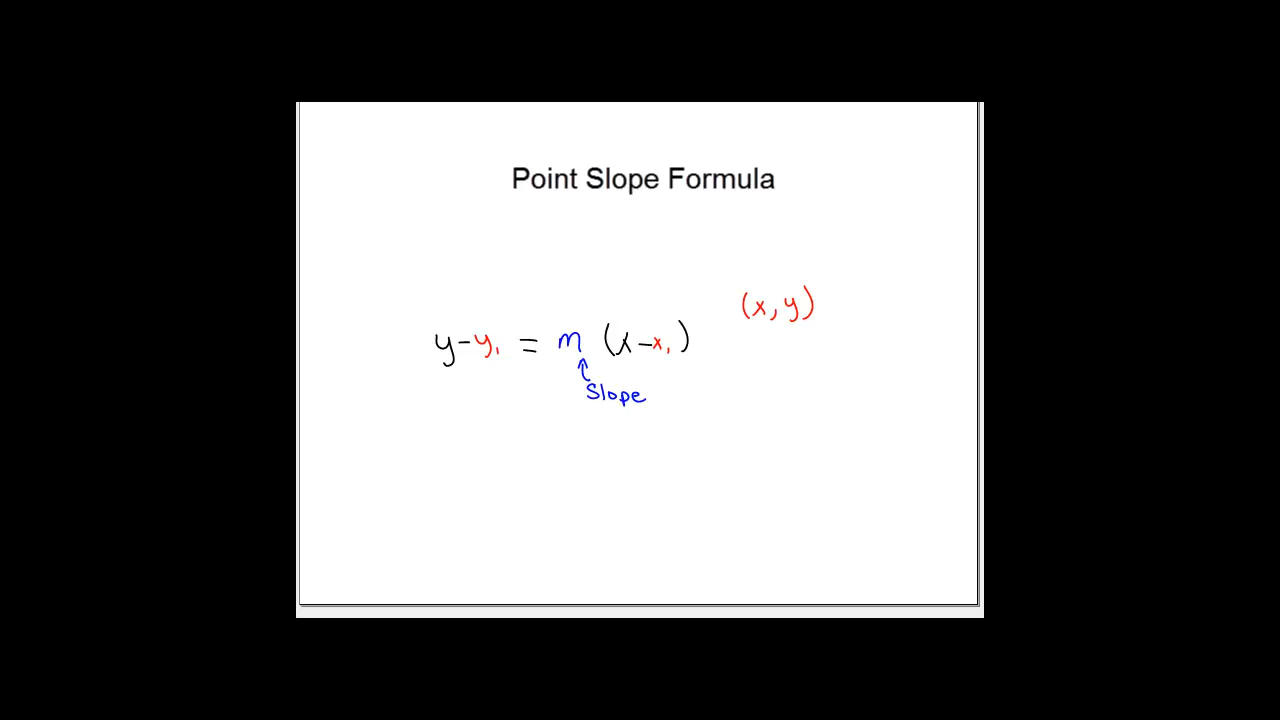 Point Slope Formula
(x, y)
y - y₁ = m (x - x₁)
Slope